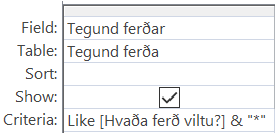 Field: Tegund ferðar
Table: Tegund ferða
Sort:
Show:
Criteria: Like [Hvaða ferð viltu?] & "*"